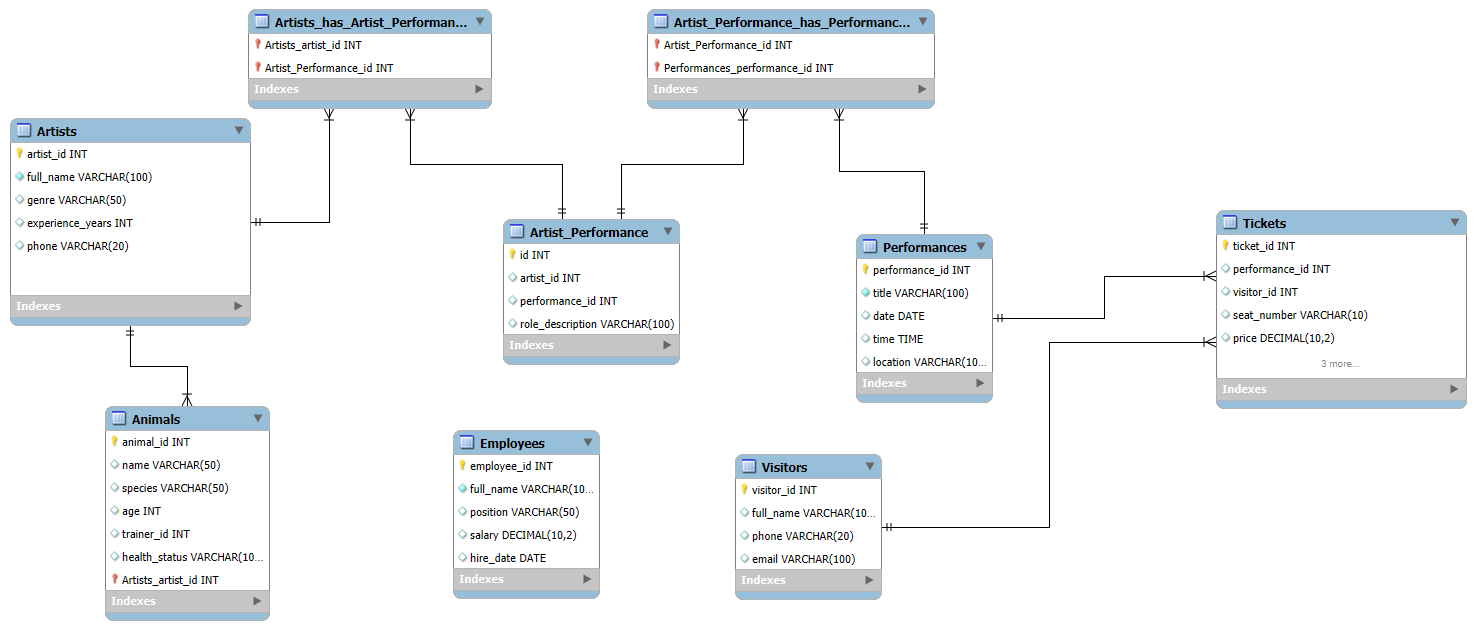 Artists_has_Artist_Performan...
Artists_artist_id INT
Artist_Performance_id INT
Indexes
Artist_Performance_has_Performanc...
Artist_Performance_id INT
Performances_performance_id INT
Indexes
Artists
artist_id INT
full_name VARCHAR(100)
genre VARCHAR(50)
experience_years INT
phone VARCHAR(20)
Indexes
Artist_Performance
id INT
artist_id INT
performance_id INT
role_description VARCHAR(100)
Indexes
Performances
performance_id INT
title VARCHAR(100)
date DATE
time TIME
location VARCHAR(10...
Indexes
Tickets
ticket_id INT
performance_id INT
visitor_id INT
seat_number VARCHAR(10)
price DECIMAL(10,2)
3 more...
Indexes
Animals
animal_id INT
name VARCHAR(50)
species VARCHAR(50)
age INT
trainer_id INT
health_status VARCHAR(10...
Artists_artist_id INT
Indexes
Employees
employee_id INT
full_name VARCHAR(10...
position VARCHAR(50)
salary DECIMAL(10,2)
hire_date DATE
Indexes
Visitors
visitor_id INT
full_name VARCHAR(10...
phone VARCHAR(20)
email VARCHAR(100)
Indexes